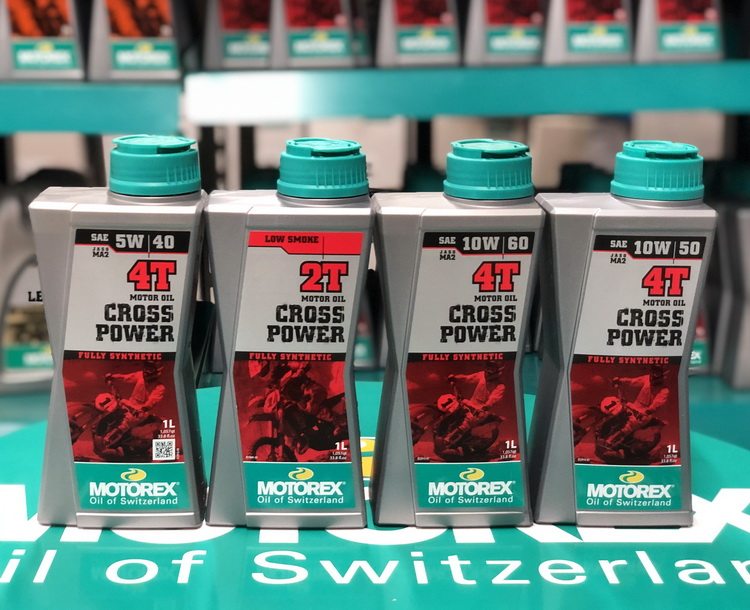 SAE 5W 40
JASO
MA2
4T
MOTOR OIL
CROSS
POWER
FULLY SYNTHETIC
1L
MOTOREX
Oil of Switzerland
LOW SMOKE
2T
MOTOR OIL
CROSS
POWER
FULLY SYNTHETIC
1L
MOTOREX
Oil of Switzerland
SAE 10W 60
JASO
MA2
4T
MOTOR OIL
CROSS
POWER
FULLY SYNTHETIC
1L
MOTOREX
Oil of Switzerland
SAE 10W 50
JASO
MA2
4T
MOTOR OIL
CROSS
POWER
FULLY SYNTHETIC
1L
MOTOREX
Oil of Switzerland
il of Switzerlan